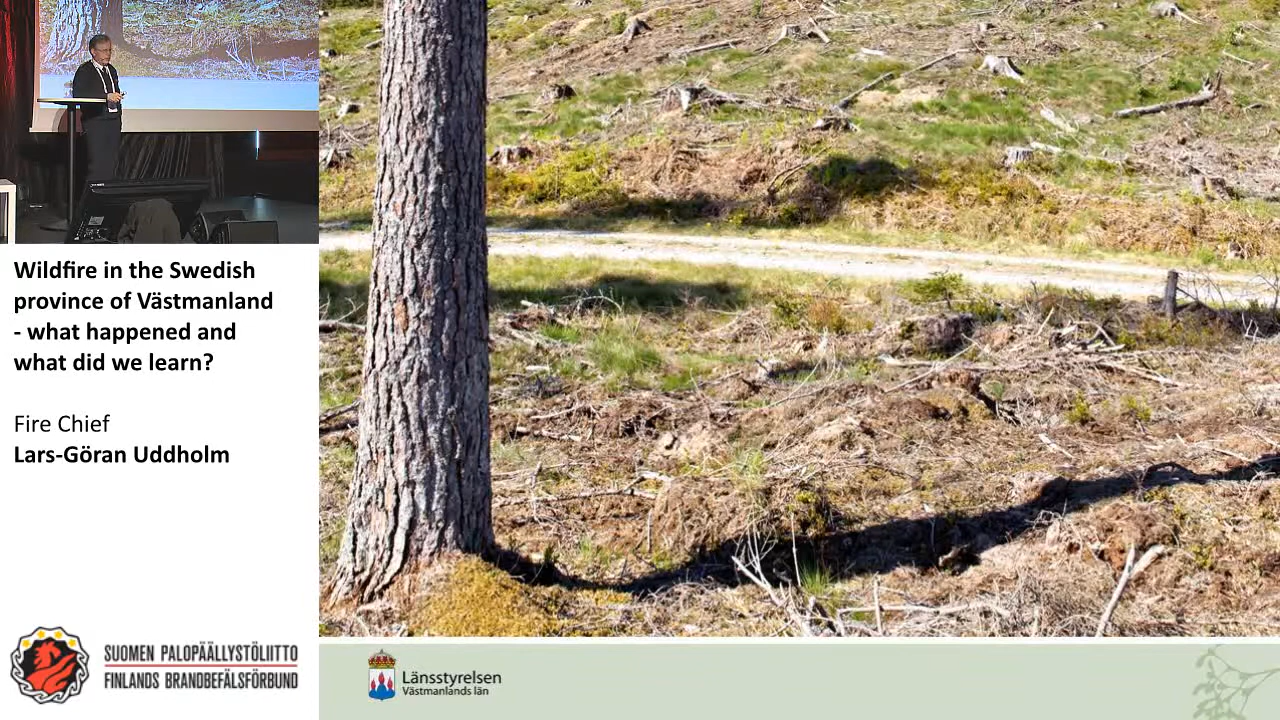 Wildfire in the Swedish
province of Västmanland
- what happened and
what did we learn?
Fire Chief
Lars-Göran Uddholm
SUOMEN PALOPÄÄLLYSTÖLIITTO
FINLANDS BRANDBEFÄLSFÖRBUND
Länsstyrelsen
Västmanlands län